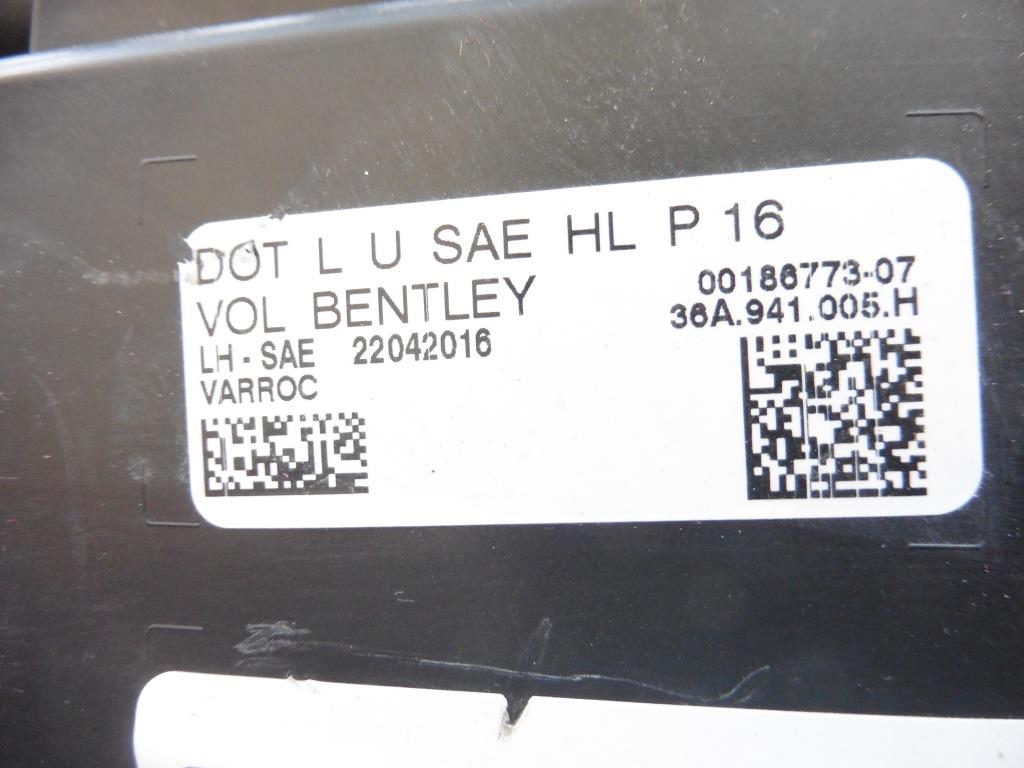 DOT L U SAE HL P 16
VOL BENTLEY
00186773-07
36A.941.005.H
LH - SAE 22042016
VARROC